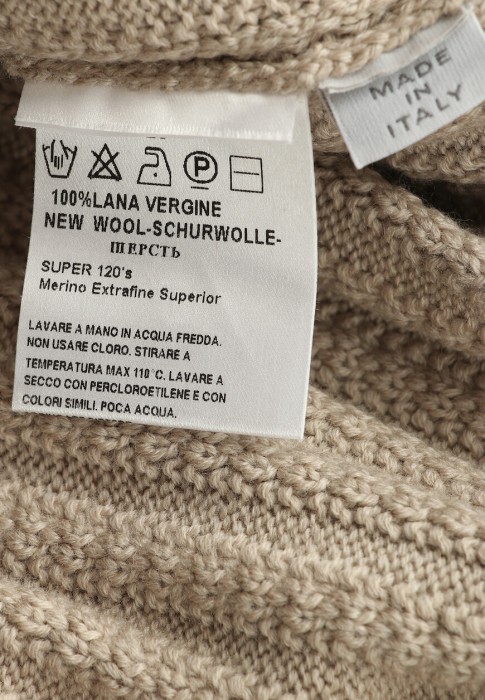 MADE
IN
ITALY
P
100%LANA VERGINE
NEW WOOL-SCHURWOLLE-
ШЕРСТЬ
SUPER 120's
Merino Extrafine Superior
LAVARE A MANO IN ACQUA FREDDA.
NON USARE CLORO. STIRARE A
TEMPERATURA MAX 110°C. LAVARE A
SECCO CON PERCLOROETILENE E CON
COLORI SIMILI. POCA ACQUA.